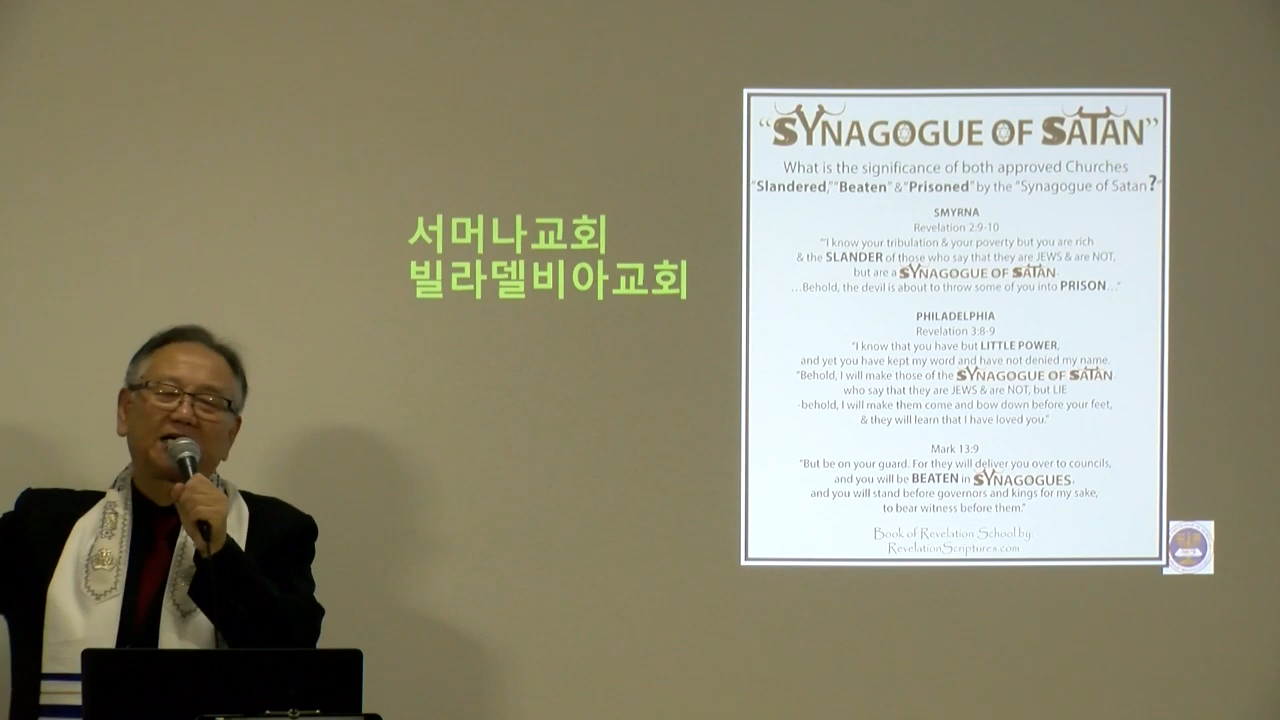 서머나교회
빌라델비아교회
“SYNAGOGUE OF SATAN”
What is the significance of both approved Churches
“Slandered,” “Beaten” & “Prisoned” by the “Synagogue of Satan?”
SMYRNA
Revelation 2:9-10
“‘I know your tribulation & your poverty but you are rich
& the SLANDER of those who say that they are JEWS & are NOT,
but are a SYNAGOGUE OF SATAN.
…Behold, the devil is about to throw some of you into PRISON…”
PHILADELPHIA
Revelation 3:8-9
“I know that you have but LITTLE POWER,
and yet you have kept my word and have not denied my name.
“Behold, I will make those of the SYNAGOGUE OF SATAN
who say that they are JEWS & are NOT, but LIE
-behold, I will make them come and bow down before your feet,
& they will learn that I have loved you.”
Mark 13:9
“But be on your guard. For they will deliver you over to councils,
and you will be BEATEN in SYNAGOGUES,
and you will stand before governors and kings for my sake,
to bear witness before them.”
Book of Revelation School by:
RevelationScriptures.com